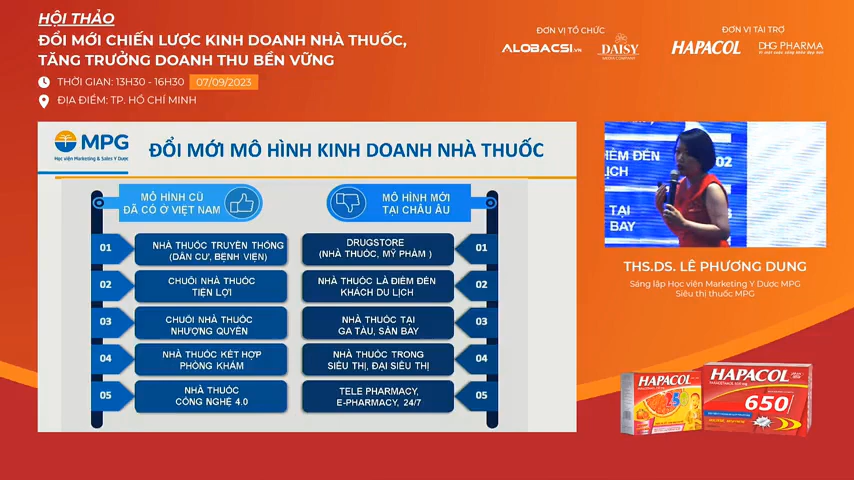 HỘI THẢO
ĐỔI MỚI CHIẾN LƯỢC KINH DOANH NHÀ THUỐC,
TĂNG TRƯỞNG DOANH THU BỀN VỮNG
THỜI GIAN: 13H30 - 16H30 07/09/2023
ĐỊA ĐIỂM: TP. HỒ CHÍ MINH
ĐƠN VỊ TỔ CHỨC
ALOBACSI.VN
DAISY
MEDIA COMPANY
ĐƠN VỊ TÀI TRỢ
HAPACOL
DHG PHARMA
MPG
Học viện Marketing & Sales Y Dược
ĐỔI MỚI MÔ HÌNH KINH DOANH NHÀ THUỐC
MÔ HÌNH CŨ
ĐÃ CÓ Ở VIỆT NAM
01 NHÀ THUỐC TRUYỀN THỐNG
(DÂN CƯ, BỆNH VIỆN)
02 CHUỖI NHÀ THUỐC
TIỆN LỢI
03 CHUỖI NHÀ THUỐC
NHƯỢNG QUYỀN
04 NHÀ THUỐC KẾT HỢP
PHÒNG KHÁM
05 NHÀ THUỐC
CÔNG NGHỆ 4.0
MÔ HÌNH MỚI
TẠI CHÂU ÂU
DRUGSTORE 01
(NHÀ THUỐC, MỸ PHẨM )
NHÀ THUỐC LÀ ĐIỂM ĐẾN 02
KHÁCH DU LỊCH
NHÀ THUỐC TẠI 03
GA TÀU, SÂN BAY
NHÀ THUỐC TRONG 04
SIÊU THỊ, ĐẠI SIÊU THỊ
TELE PHARMACY, 05
E-PHARMACY, 24/7
ĐẾN
02
LỊCH
TẠI
BAY
THS.DS. LÊ PHƯƠNG DUNG
Sáng lập Học viện Marketing Y Dược MPG
Siêu thị thuốc MPG
HAPACOL
HAPACOL
650